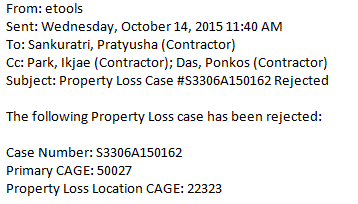 From: etools
Sent: Wednesday, October 14, 2015 11:40 AM
To: Sankuratri, Pratyusha (Contractor)
Cc: Park, Ikjae (Contractor); Das, Ponkos (Contractor)
Subject: Property Loss Case #S3306A150162 Rejected
The following Property Loss case has been rejected:
Case Number: S3306A150162
Primary CAGE: 50027
Property Loss Location CAGE: 22323